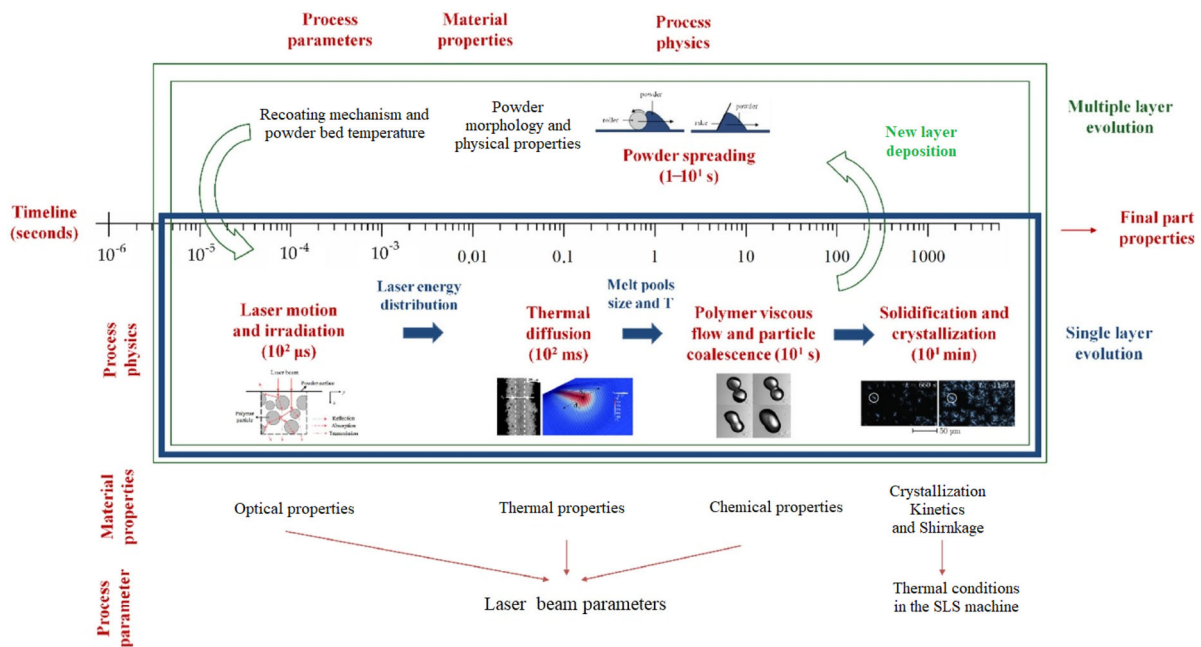 Process
parameters
Material
properties
Process
physics
Recoating mechanism and
powder bed temperature
Powder
morphology and
physical properties
powder
roller
powder
rake
Powder spreading
(1–10¹ s)
New layer
deposition
Multiple layer
evolution
Timeline
(seconds)
10⁻⁶
10⁻⁵
10⁻⁴
10⁻³
0,01
0.1
1
10
100
1000
Final part
properties
Process
physics
Laser motion
and irradiation
(10² µs)
Laser energy
distribution
Thermal
diffusion
(10² ms)
Melt pools
size and T
Polymer viscous
flow and particle
coalescence (10¹ s)
Solidification and
crystallization
(10¹ min)
Single layer
evolution
Laser beam
Powder surface
Polymer
particle
Reflection
Absorption
Transmission
50 µm
Material
properties
Optical properties
Thermal properties
Chemical properties
Crystallization
Kinetics
and Shirnkage
Process
parameter
Laser beam parameters
Thermal conditions
in the SLS machine